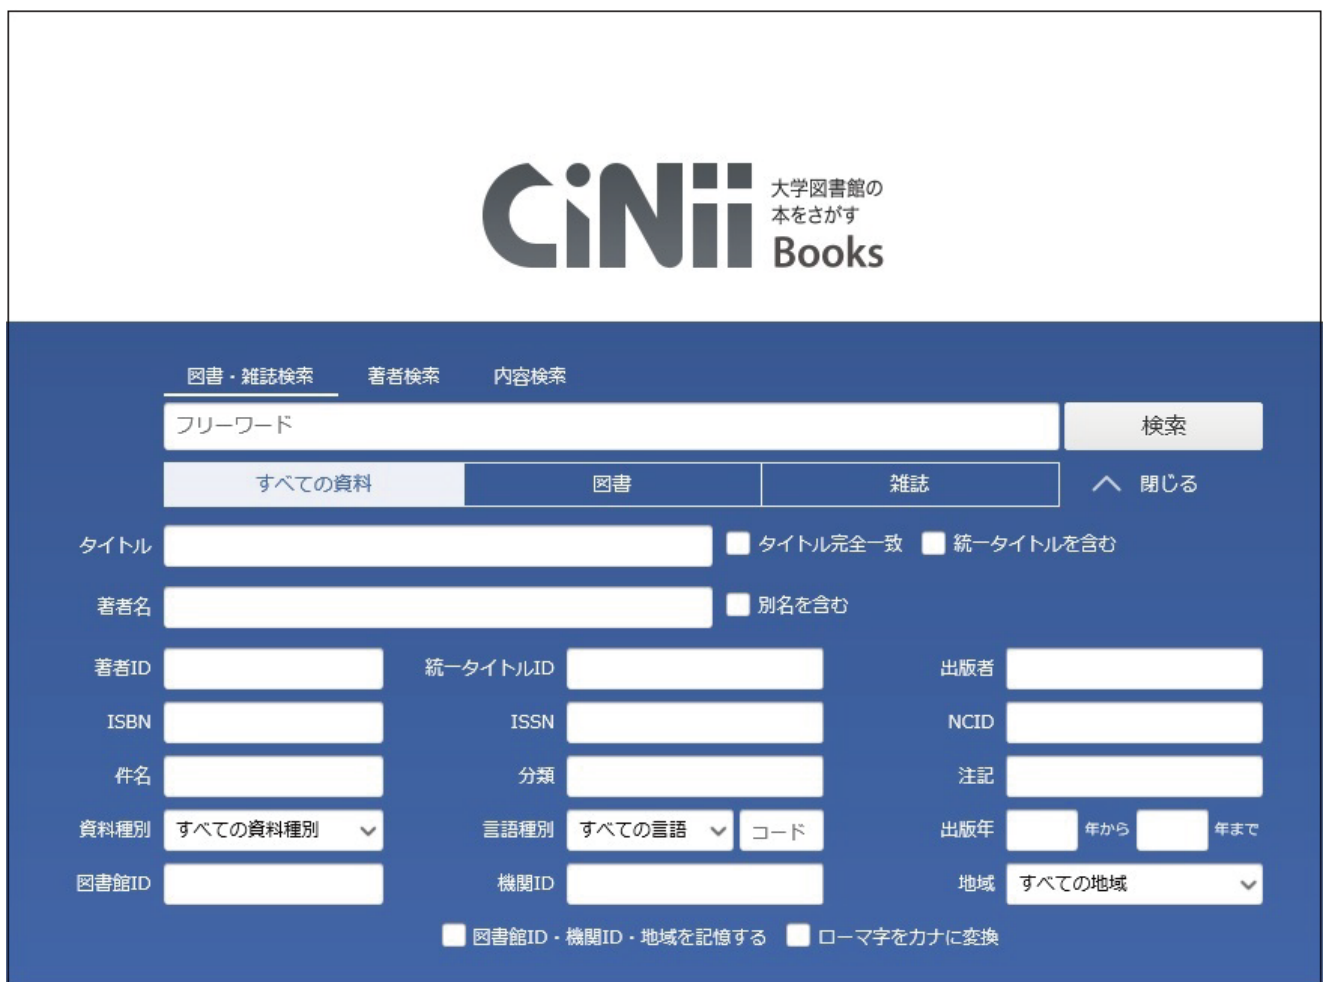 CiNii 大学図書館の
本をさがす
Books
図書・雑誌検索 著者検索 内容検索
フリーワード 検索
すべての資料 図書 雑誌 閉じる
タイトル タイトル完全一致 統一タイトルを含む
著者名 別名を含む
著者ID 統一タイトルID 出版者
ISBN ISSN NCID
件名 分類 注記
資料種別 すべての資料種別 言語種別 すべての言語 コード 出版年 年から 年まで
図書館ID 機関ID 地域 すべての地域
図書館ID・機関ID・地域を記憶する ローマ字をカナに変換